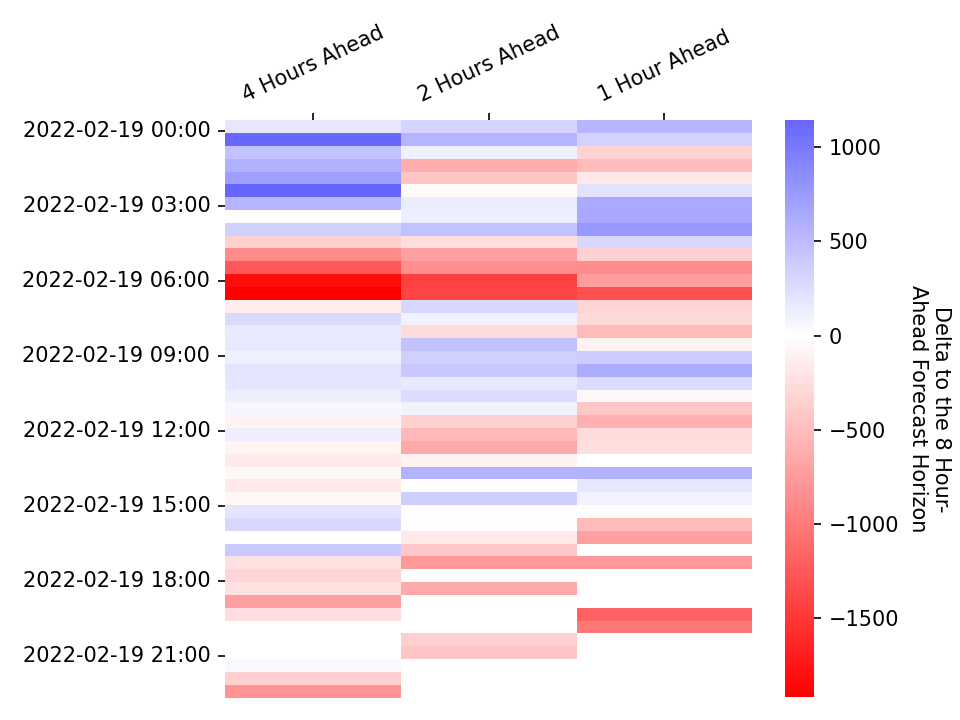 4 Hours Ahead
2 Hours Ahead
1 Hour Ahead
2022-02-19 00:00
2022-02-19 03:00
2022-02-19 06:00
2022-02-19 09:00
2022-02-19 12:00
2022-02-19 15:00
2022-02-19 18:00
2022-02-19 21:00
1000
500
0
−500
−1000
−1500
Delta to the 8 Hour-
Ahead Forecast Horizon